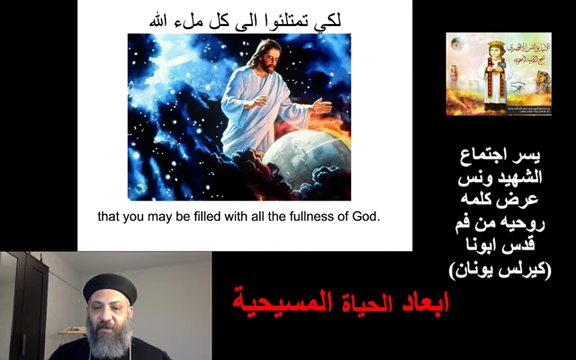 لكي تمتلئوا الى كل ملء الله
that you may be filled with all the fullness of God.
يسر اجتماع
الشهيد ونس
عرض كلمه
روحيه من فم
قدس ابونا
(كيرلس يونان)
ابعاد الحياة المسيحية